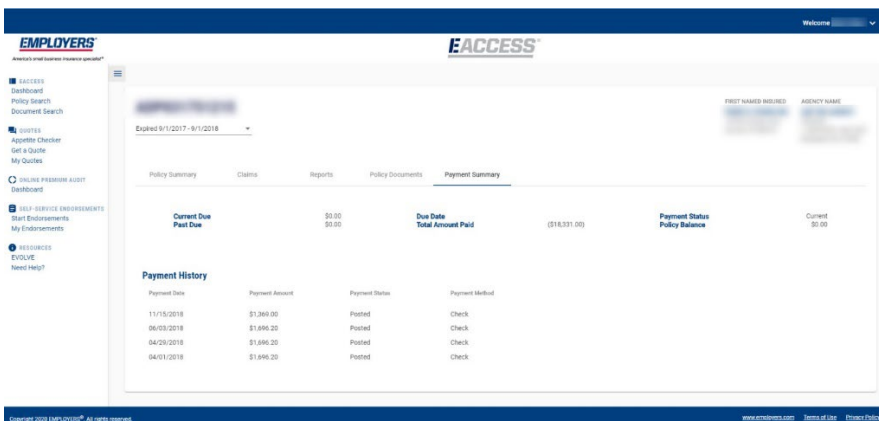 Welcome
EMPLOYERS®
America's small business insurance specialist®
EACCESS®
EACCESS
Dashboard
Policy Search
Document Search
QUOTES
Appetite Checker
Get a Quote
My Quotes
ONLINE PREMIUM AUDIT
Dashboard
SELF-SERVICE ENDORSEMENTS
Start Endorsements
My Endorsements
RESOURCES
EVOLVE
Need Help?
FIRST NAMED INSURED AGENCY NAME
Expired 9/1/2017 - 9/1/2018
Policy Summary Claims Reports Policy Documents Payment Summary
Current Due $0.00 Due Date Payment Status Current
Past Due $0.00 Total Amount Paid ($18,331.00) Policy Balance $0.00
Payment History
Payment Date Payment Amount Payment Status Payment Method
11/15/2018 $1,369.00 Posted Check
06/03/2018 $1,696.20 Posted Check
04/29/2018 $1,696.20 Posted Check
04/01/2018 $1,696.20 Posted Check
Copyright 2020 EMPLOYERS® All rights reserved. www.employers.com Terms of Use Privacy Policy